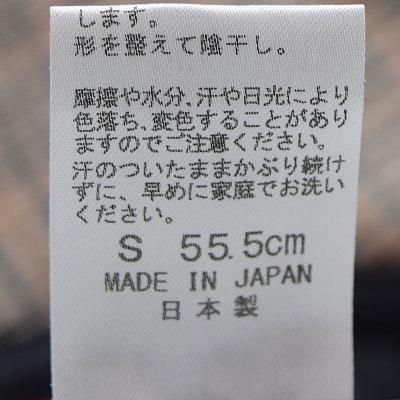 します。
形を整えて陰干し。
摩擦や水分、汗や日光により
色落ち、変色することがあり
ますのでご注意ください。
汗のついたままかぶり続け
ずに、早めに家庭でお洗い
ください。
S 55.5cm
MADE IN JAPAN
日本製